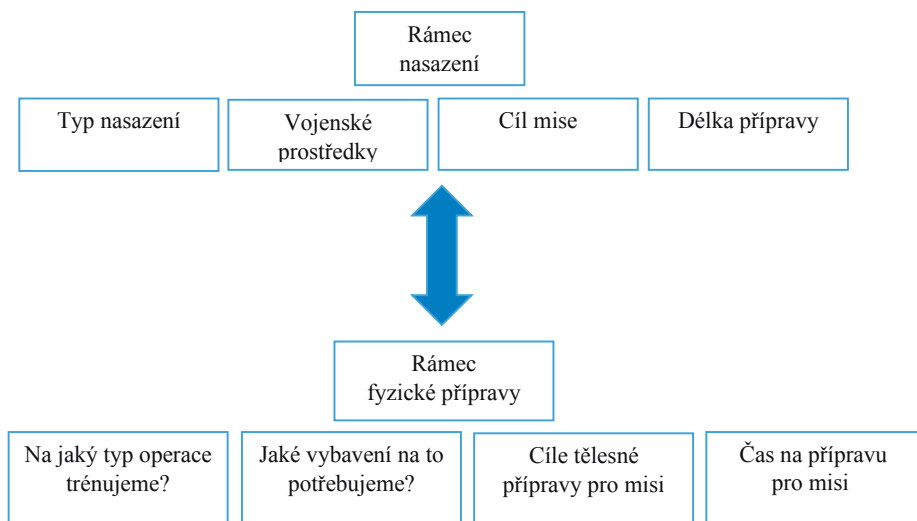 Rámec
nasazení
Typ nasazení
Vojenské
prostředky
Cíl mise
Délka přípravy
Rámec
fyzické přípravy
Na jaký typ operace
trénujeme?
Jaké vybavení na to
potřebujeme?
Cíle tělesné
přípravy pro misi
Čas na přípravu
pro misi